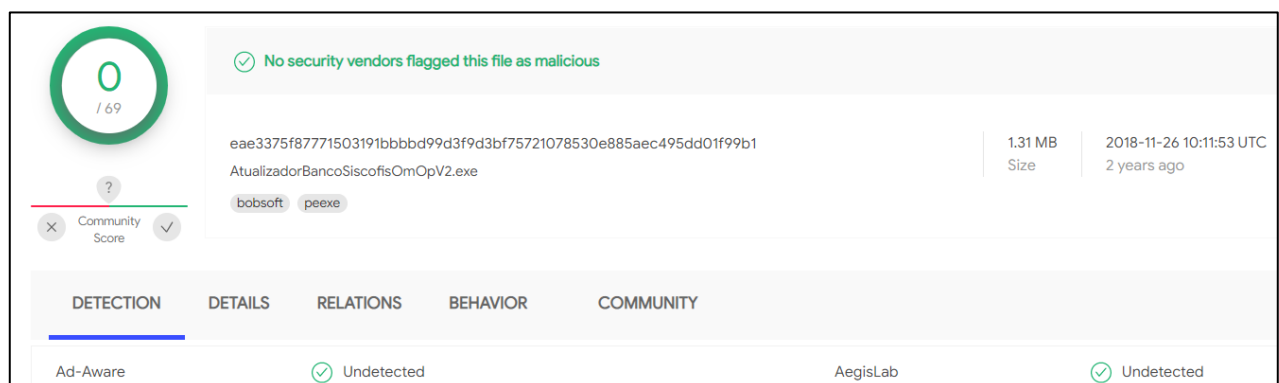 0
/ 69
?
Community
Score
No security vendors flagged this file as malicious
eae3375f87771503191bbbbd99d3f9d3bf75721078530e885aec495dd01f99b1
AtualizadorBancoSiscofisOmOpV2.exe
bobsoft peexe
1.31 MB
Size
2018-11-26 10:11:53 UTC
2 years ago
DETECTION DETAILS RELATIONS BEHAVIOR COMMUNITY
Ad-Aware Undetected AegisLab Undetected